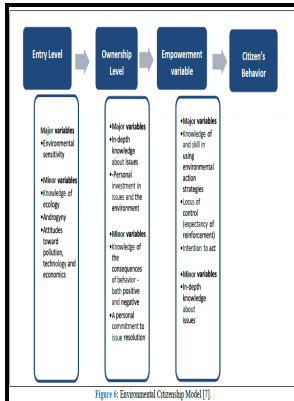 Entry Level
Ownership
Level
Empowerment
variable
Citizen's
Behavior
Major variables
•Environmental
sensitivity
•Minor variables
•Knowledge of
ecology
•Androgyny
•Attitudes
toward
pollution,
technology and
economics
•Major variables
•In-depth
knowledge
about issues
•-Personal
investment in
issues and the
environment
•Minor variables
•Knowledge of
the
consequences
of behavior –
both positive
and negative
•A personal
commitment to
issue resolution
•Major variables
•Knowledge of
and skill in
using
environmental
action
strategies
•Locus of
control
(expectancy of
reinforcement)
•Intention to act
•Minor variables
•In-depth
knowledge
about
issues
Figure 6: Environmental Citizenship Model [7].